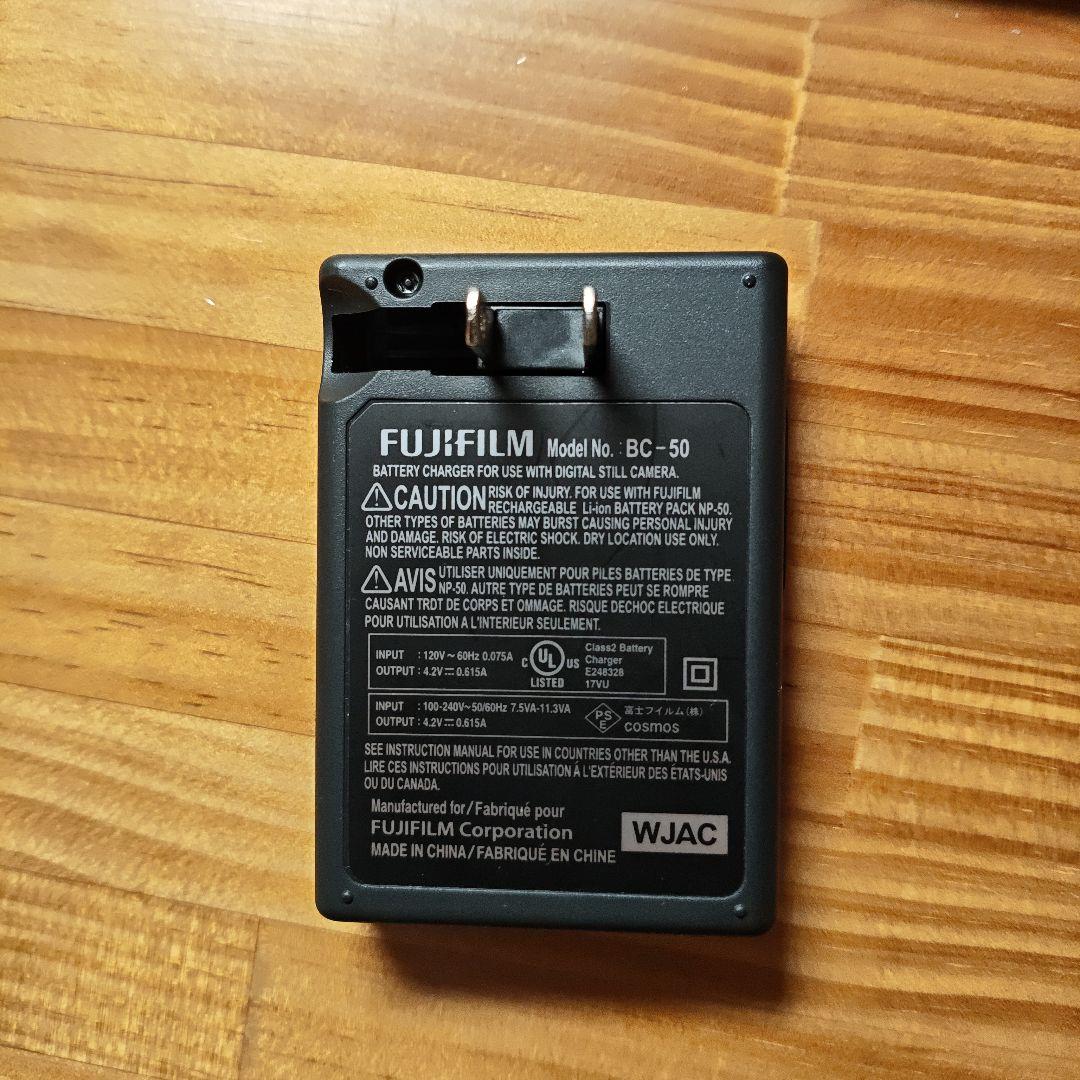 FUJIFILM Model No. : BC-50
BATTERY CHARGER FOR USE WITH DIGITAL STILL CAMERA.
⚠CAUTION RISK OF INJURY. FOR USE WITH FUJIFILM
RECHARGEABLE Li-ion BATTERY PACK NP-50.
OTHER TYPES OF BATTERIES MAY BURST CAUSING PERSONAL INJURY
AND DAMAGE. RISK OF ELECTRIC SHOCK. DRY LOCATION USE ONLY.
NON SERVICEABLE PARTS INSIDE.
⚠AVIS UTILISER UNIQUEMENT POUR PILES BATTERIES DE TYPE
NP-50. AUTRE TYPE DE BATTERIES PEUT SE ROMPRE
CAUSANT TRDT DE CORPS ET OMMAGE. RISQUE DECHOC ELECTRIQUE
POUR UTILISATION A L'INTERIEUR SEULEMENT.
INPUT : 120V～60Hz 0.075A
OUTPUT : 4.2V⎓0.615A
C UL US
LISTED
Class2 Battery
Charger
E248328
17VU
INPUT : 100-240V～50/60Hz 7.5VA-11.3VA
OUTPUT : 4.2V⎓0.615A
PS
E
富士フイルム(株)
cosmos
SEE INSTRUCTION MANUAL FOR USE IN COUNTRIES OTHER THAN THE U.S.A.
LIRE CES INSTRUCTIONS POUR UTILISATION À L'EXTÉRIEUR DES ÉTATS-UNIS
OU DU CANADA.
Manufactured for/Fabriqué pour
FUJIFILM Corporation
MADE IN CHINA/FABRIQUÉ EN CHINE
WJAC